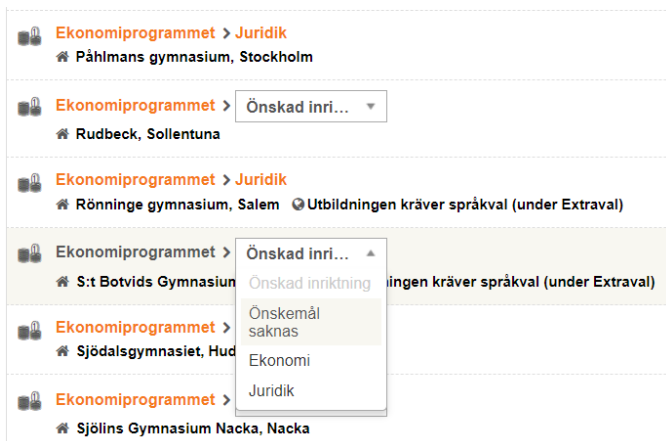 Ekonomiprogrammet > Juridik
Påhlmans gymnasium, Stockholm
Ekonomiprogrammet > Önskad inri...
Rudbeck, Sollentuna
Ekonomiprogrammet > Juridik
Rönninge gymnasium, Salem Utbildningen kräver språkval (under Extraval)
Ekonomiprogrammet > Önskad inri...
S:t Botvids Gymnasium ningen kräver språkval (under Extraval)
Önskad inriktning
Önskemål
saknas
Ekonomi
Juridik
Ekonomiprogrammet >
Sjödalsgymnasiet, Hud
Ekonomiprogrammet >
Sjölins Gymnasium Nacka, Nacka